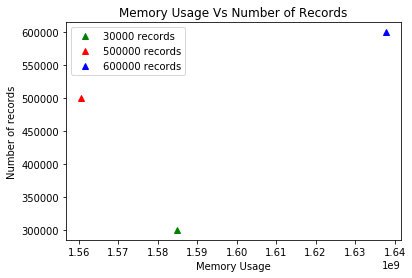 Memory Usage Vs Number of Records
600000
550000
500000
450000
400000
350000
300000
Number of records
30000 records
500000 records
600000 records
1.56 1.57 1.58 1.59 1.60 1.61 1.62 1.63 1.64
1e9
Memory Usage